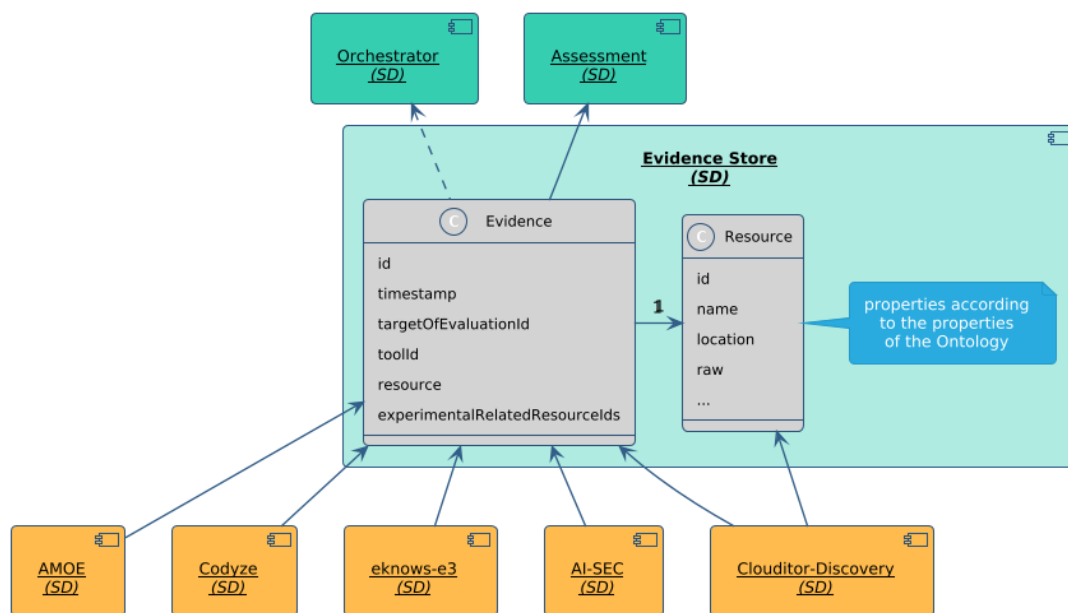 Orchestrator
(SD)
Assessment
(SD)
Evidence Store
(SD)
C Evidence
id
timestamp
targetOfEvaluationId
toolId
resource
experimentalRelatedResourceIds
1
C Resource
id
name
location
raw
...
properties according
to the properties
of the Ontology
AMOE
(SD)
Codyze
(SD)
eknows-e3
(SD)
AI-SEC
(SD)
Clouditor-Discovery
(SD)